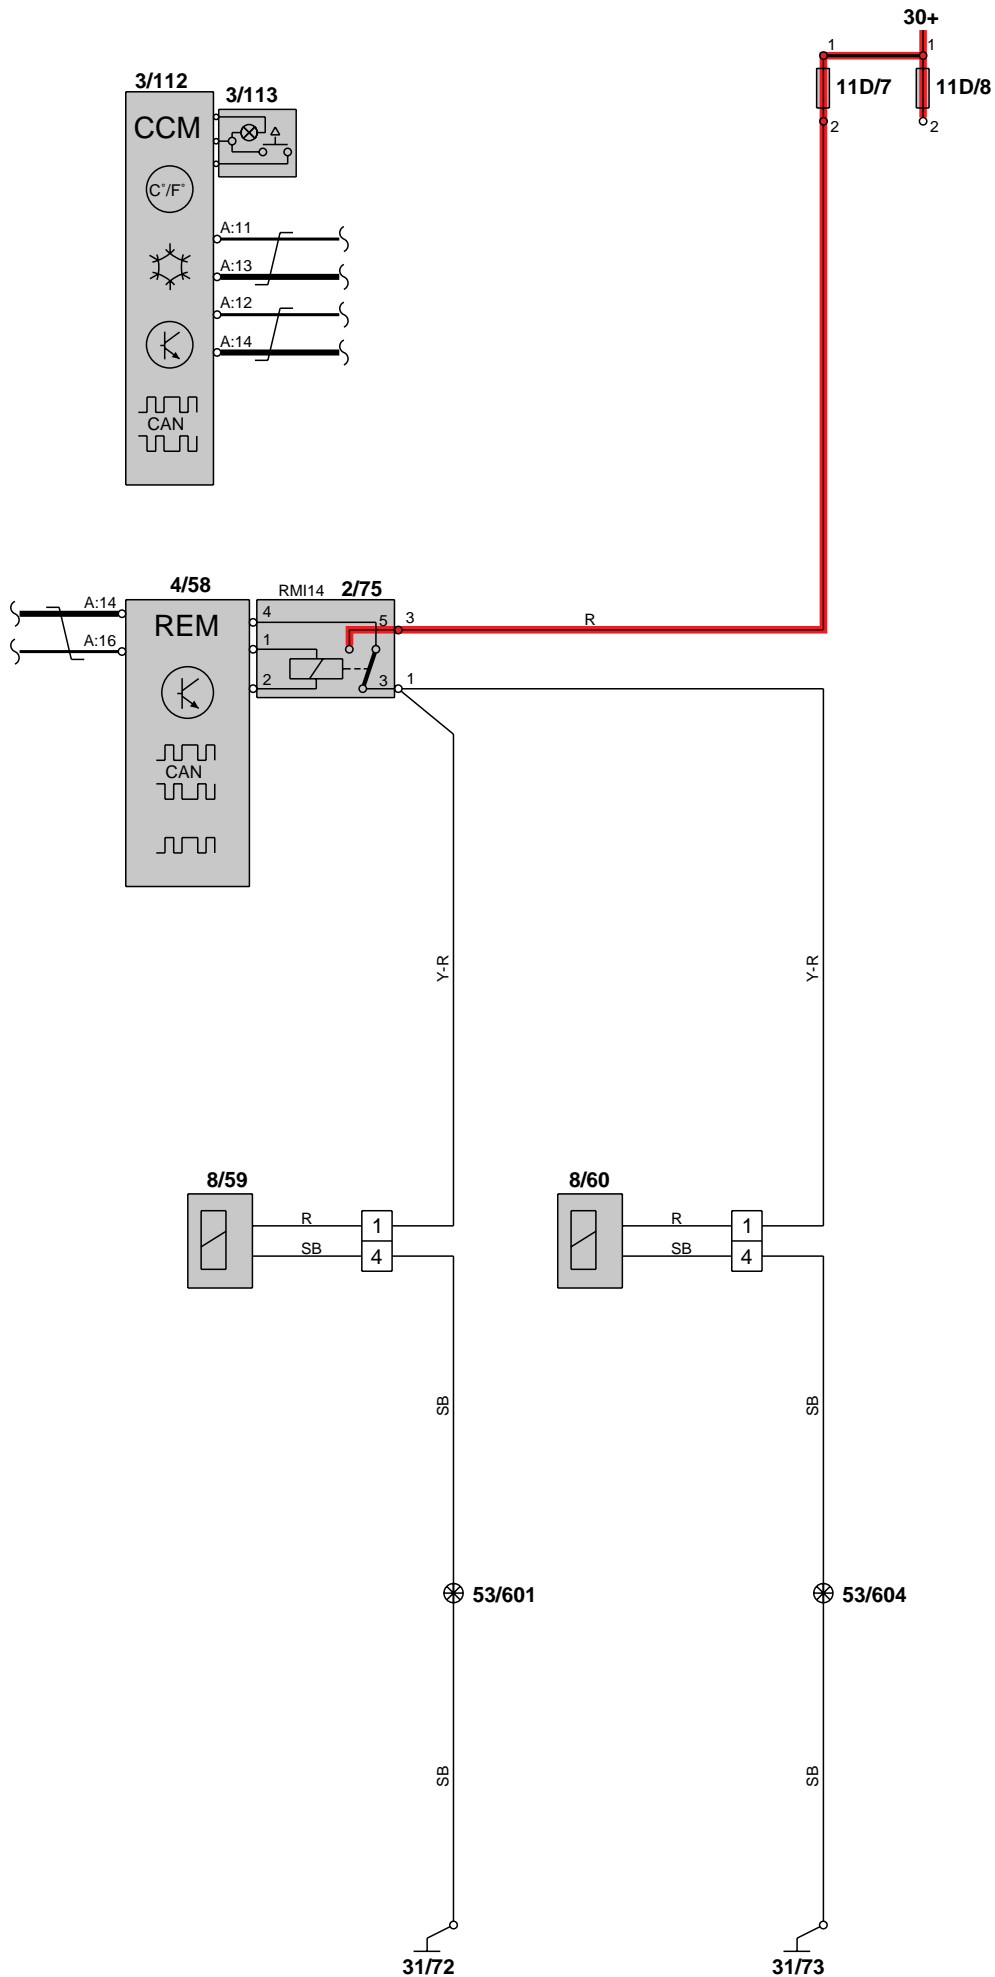 30+
1
1
11D/7
11D/8
2
2
3/112
3/113
CCM
C°/F°
A:11
A:13
A:12
A:14
CAN
4/58
RMI14
2/75
A:14
A:16
REM
4
1
2
5
3
3
1
R
CAN
Y-R
Y-R
8/59
8/60
R
1
R
1
SB
4
SB
4
SB
SB
53/601
53/604
SB
SB
31/72
31/73